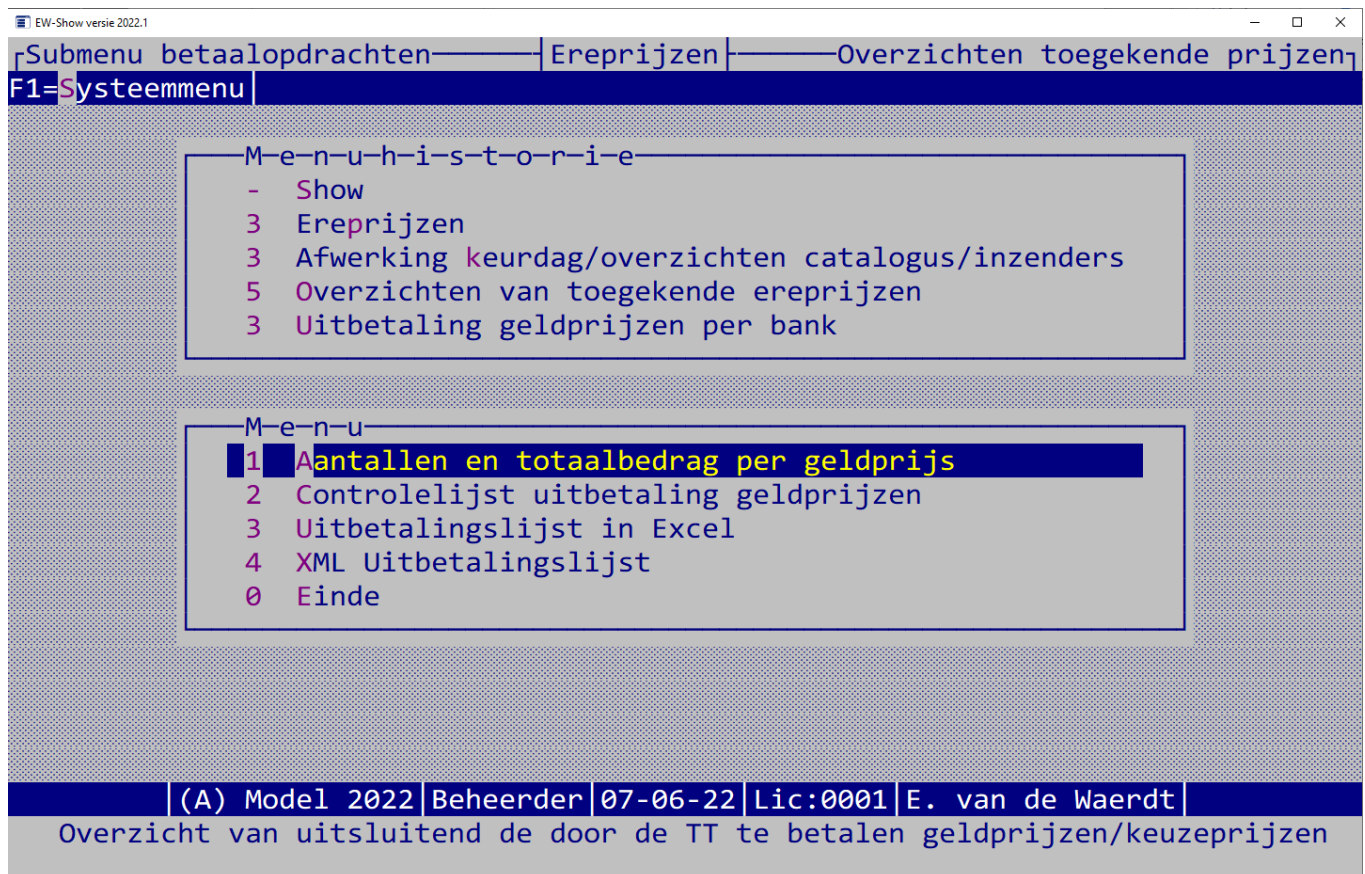 EW-Show versie 2022.1
Submenu betaalopdrachten Ereprijzen Overzichten toegekende prijzen
F1=Systeemmenu
M-e-n-u-h-i-s-t-o-r-i-e
- Show
3 Ereprijzen
3 Afwerking keurdag/overzichten catalogus/inzenders
5 Overzichten van toegekende ereprijzen
3 Uitbetaling geldprijzen per bank
M-e-n-u
1 Aantallen en totaalbedrag per geldprijs
2 Controlelijst uitbetaling geldprijzen
3 Uitbetalingslijst in Excel
4 XML Uitbetalingslijst
0 Einde
(A) Model 2022|Beheerder|07-06-22|Lic:0001|E. van de Waerdt
Overzicht van uitsluitend de door de TT te betalen geldprijzen/keuzeprijzen